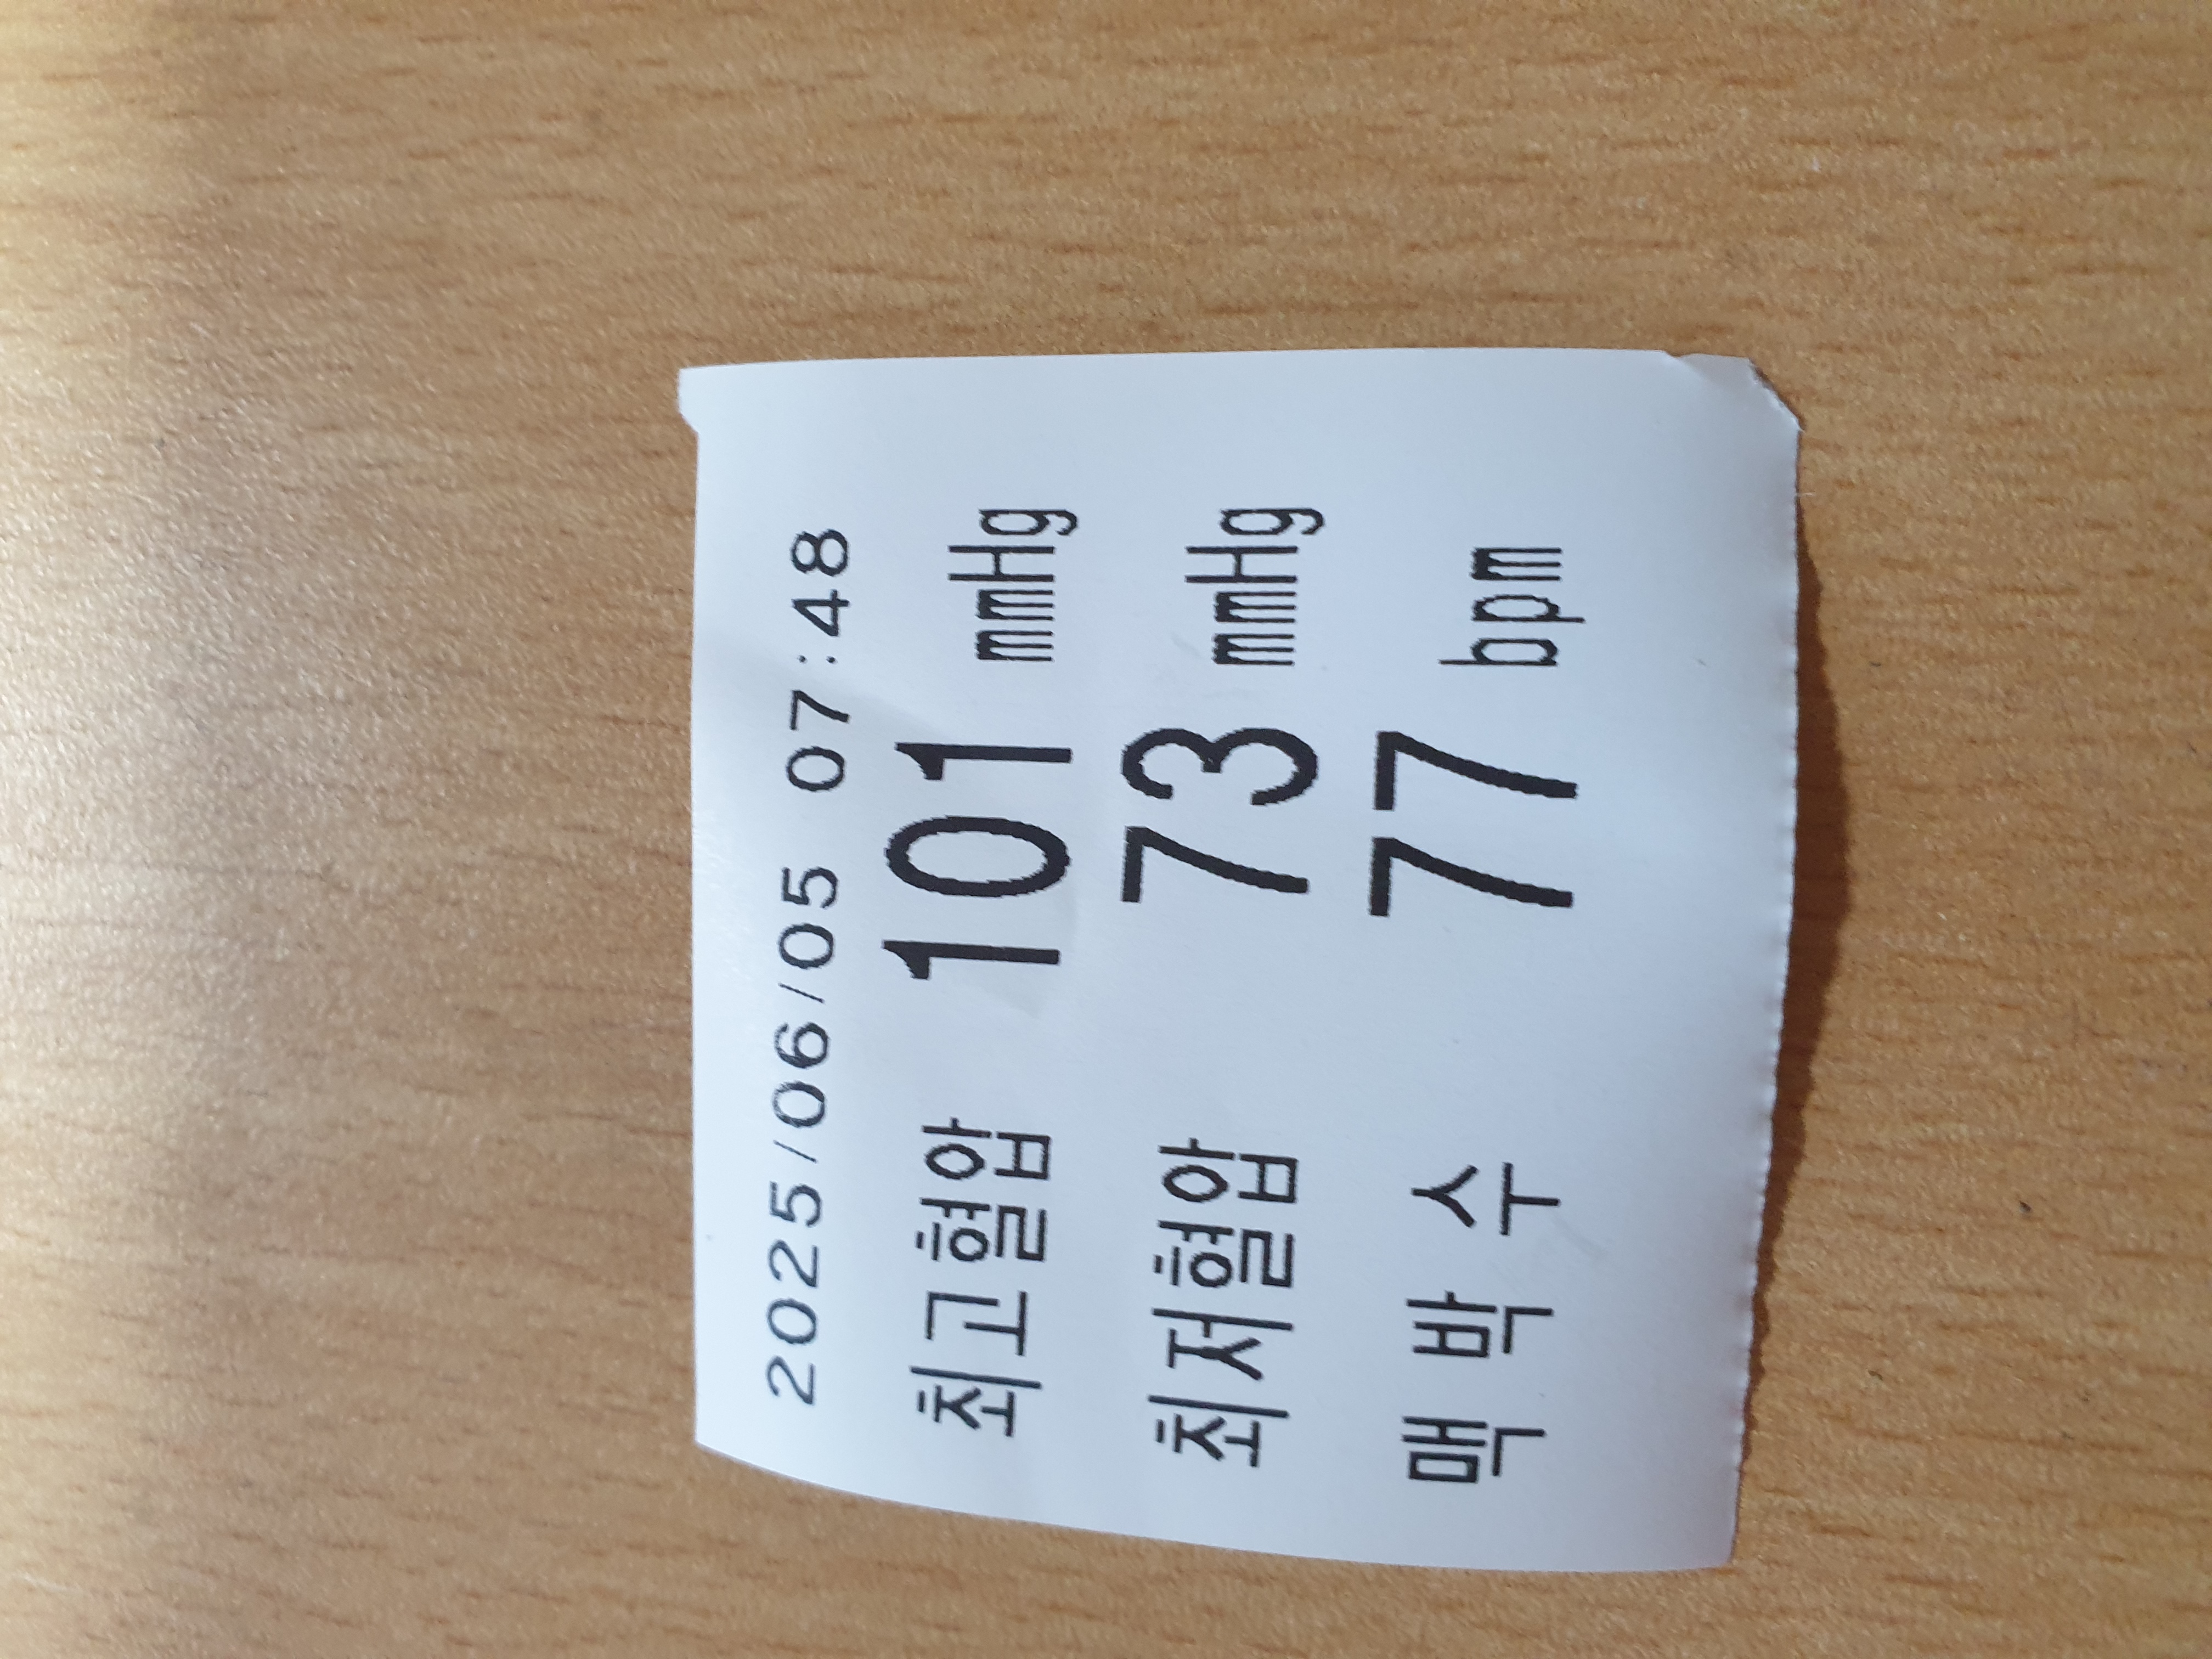 2025/06/05 07:48
최고혈압 101 mmHg
최저혈압 73 mmHg
맥 박 수 77 bpm